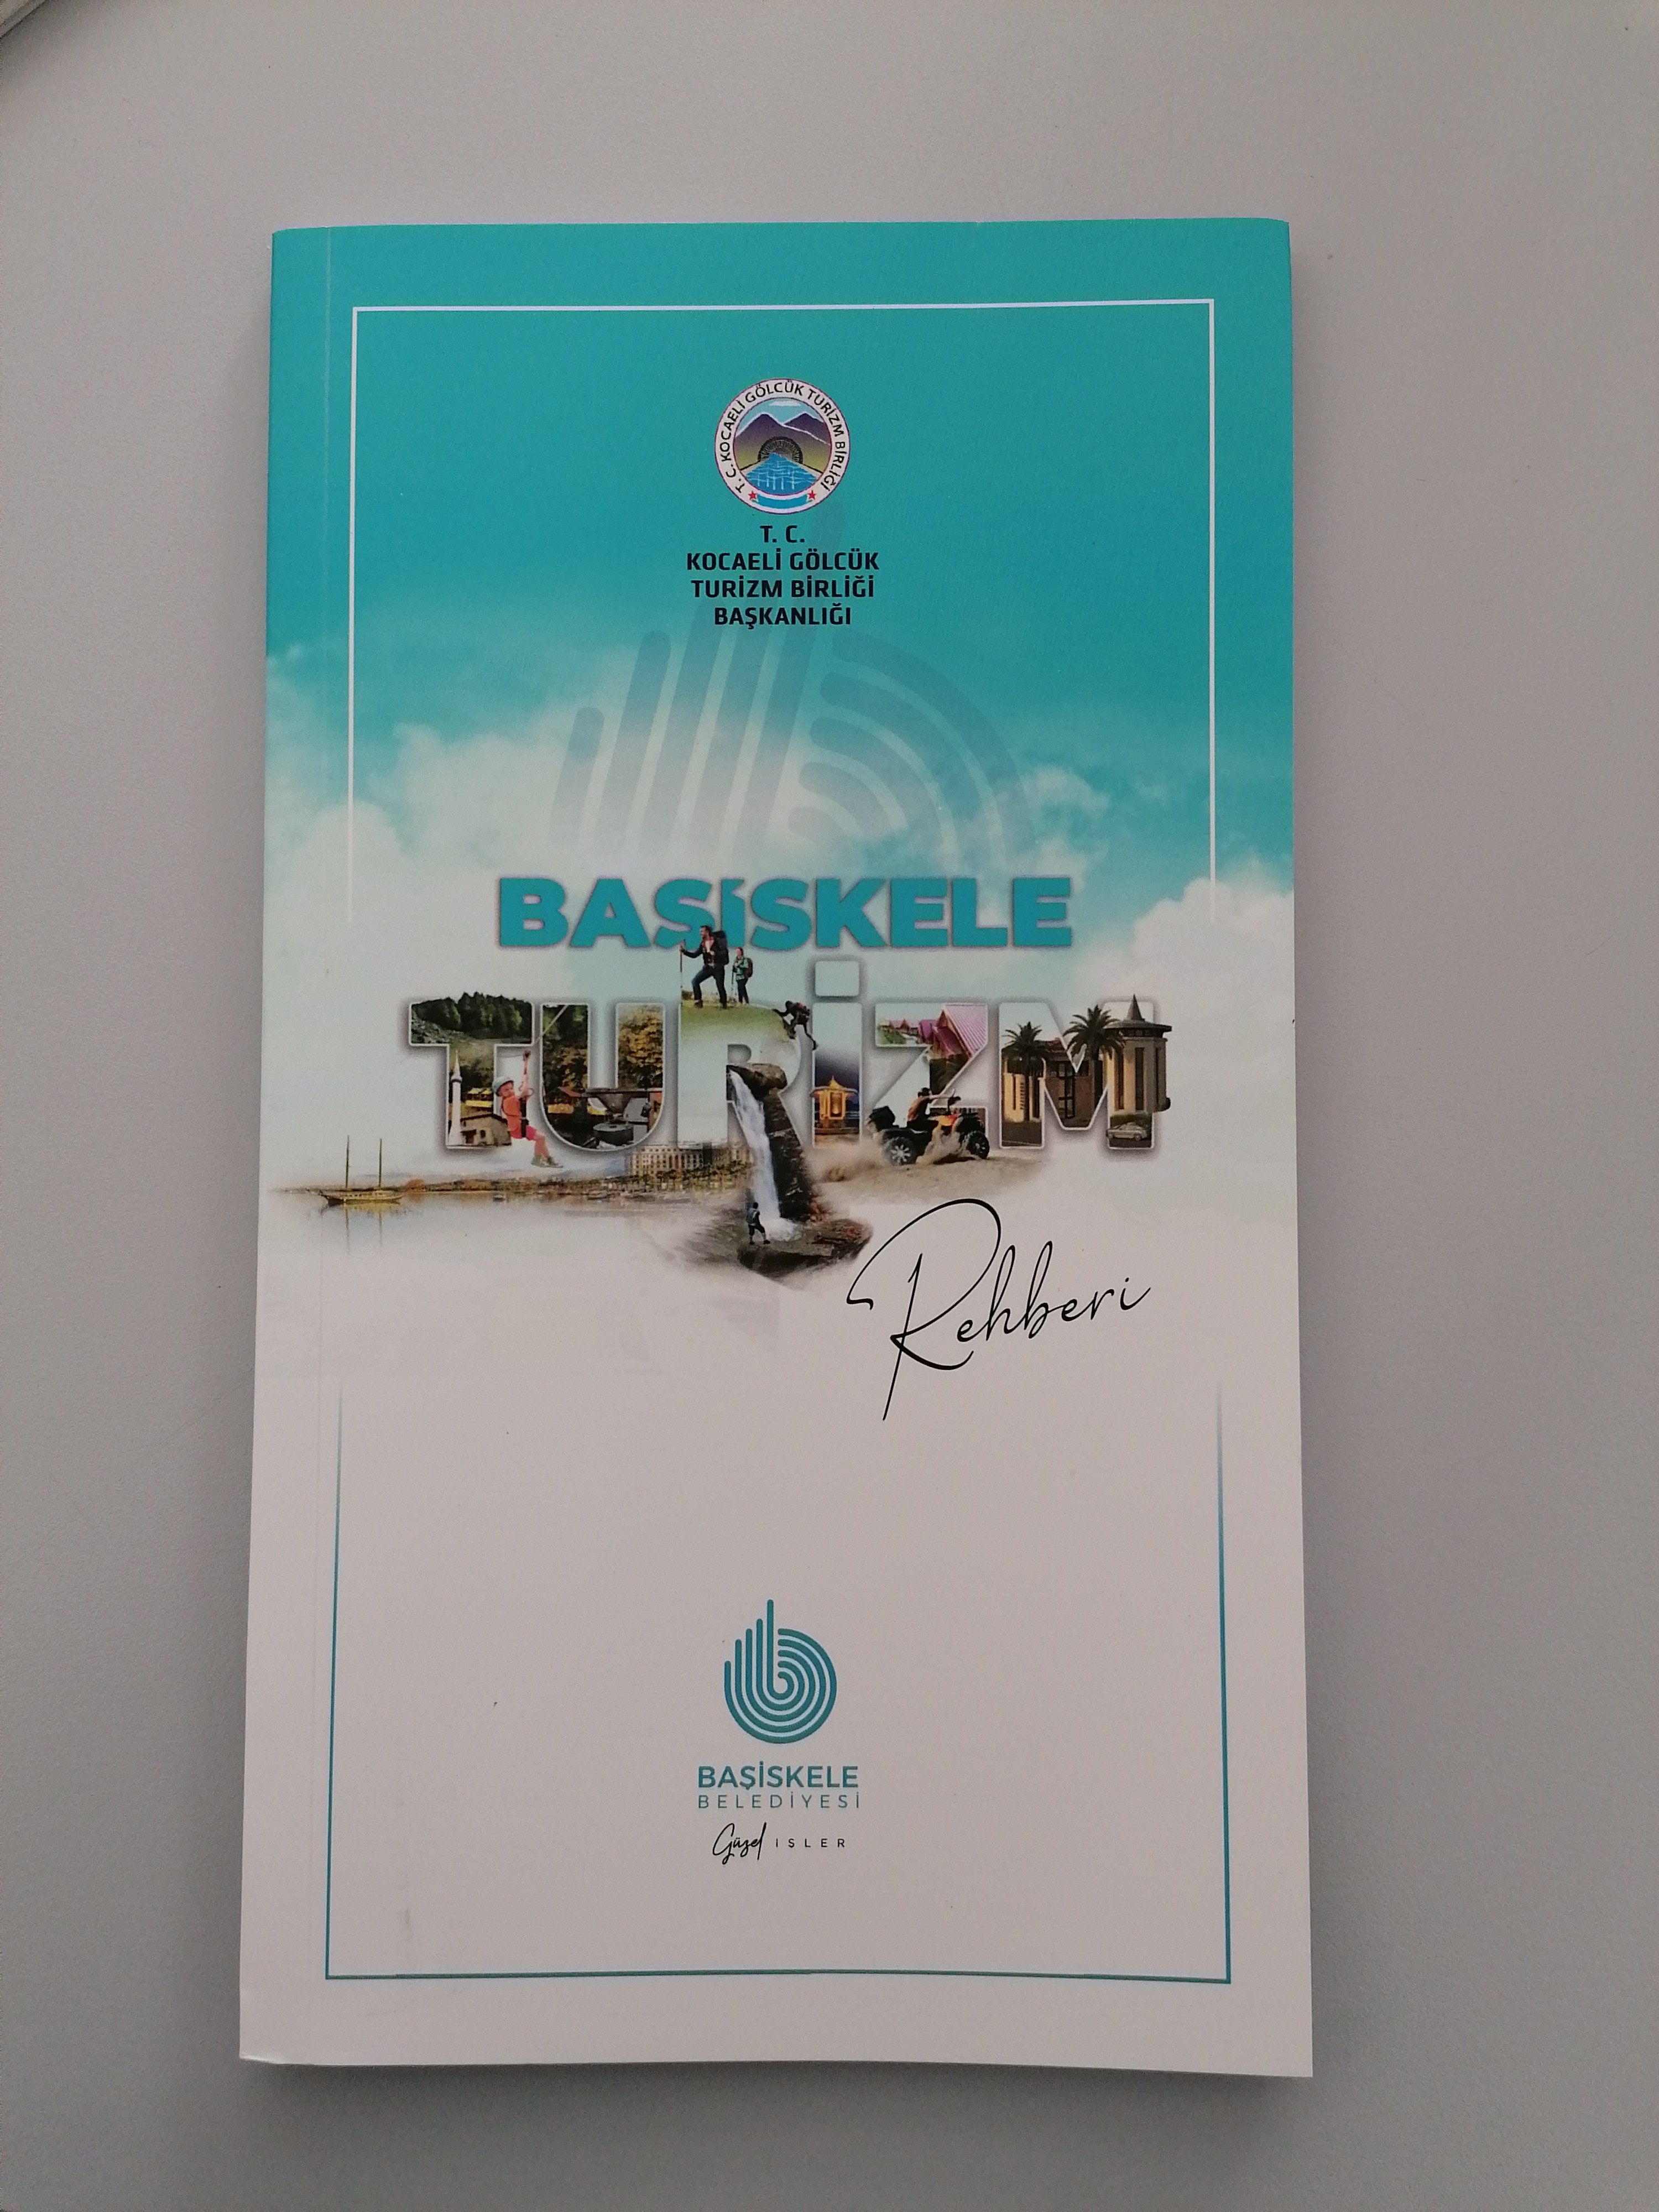 T. C. KOCAELİ GÖLCÜK TURİZM BİRLİĞİ
T. C.
KOCAELİ GÖLCÜK
TURİZM BİRLİĞİ
BAŞKANLIĞI
BAŞİSKELE
TURİZM
Rehberi
BAŞİSKELE
BELEDİYESİ
Güzel İŞLER